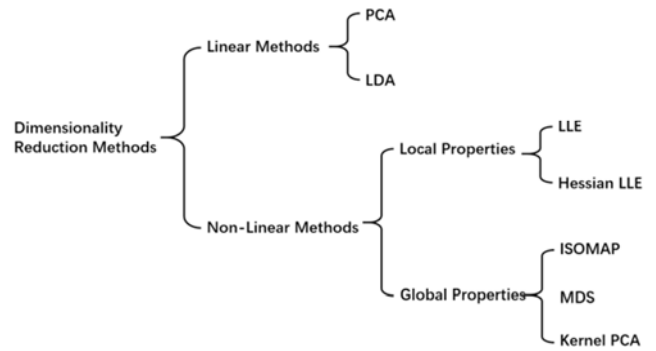 Dimensionality
Reduction Methods
Linear Methods
PCA
LDA
Non-Linear Methods
Local Properties
LLE
Hessian LLE
Global Properties
ISOMAP
MDS
Kernel PCA